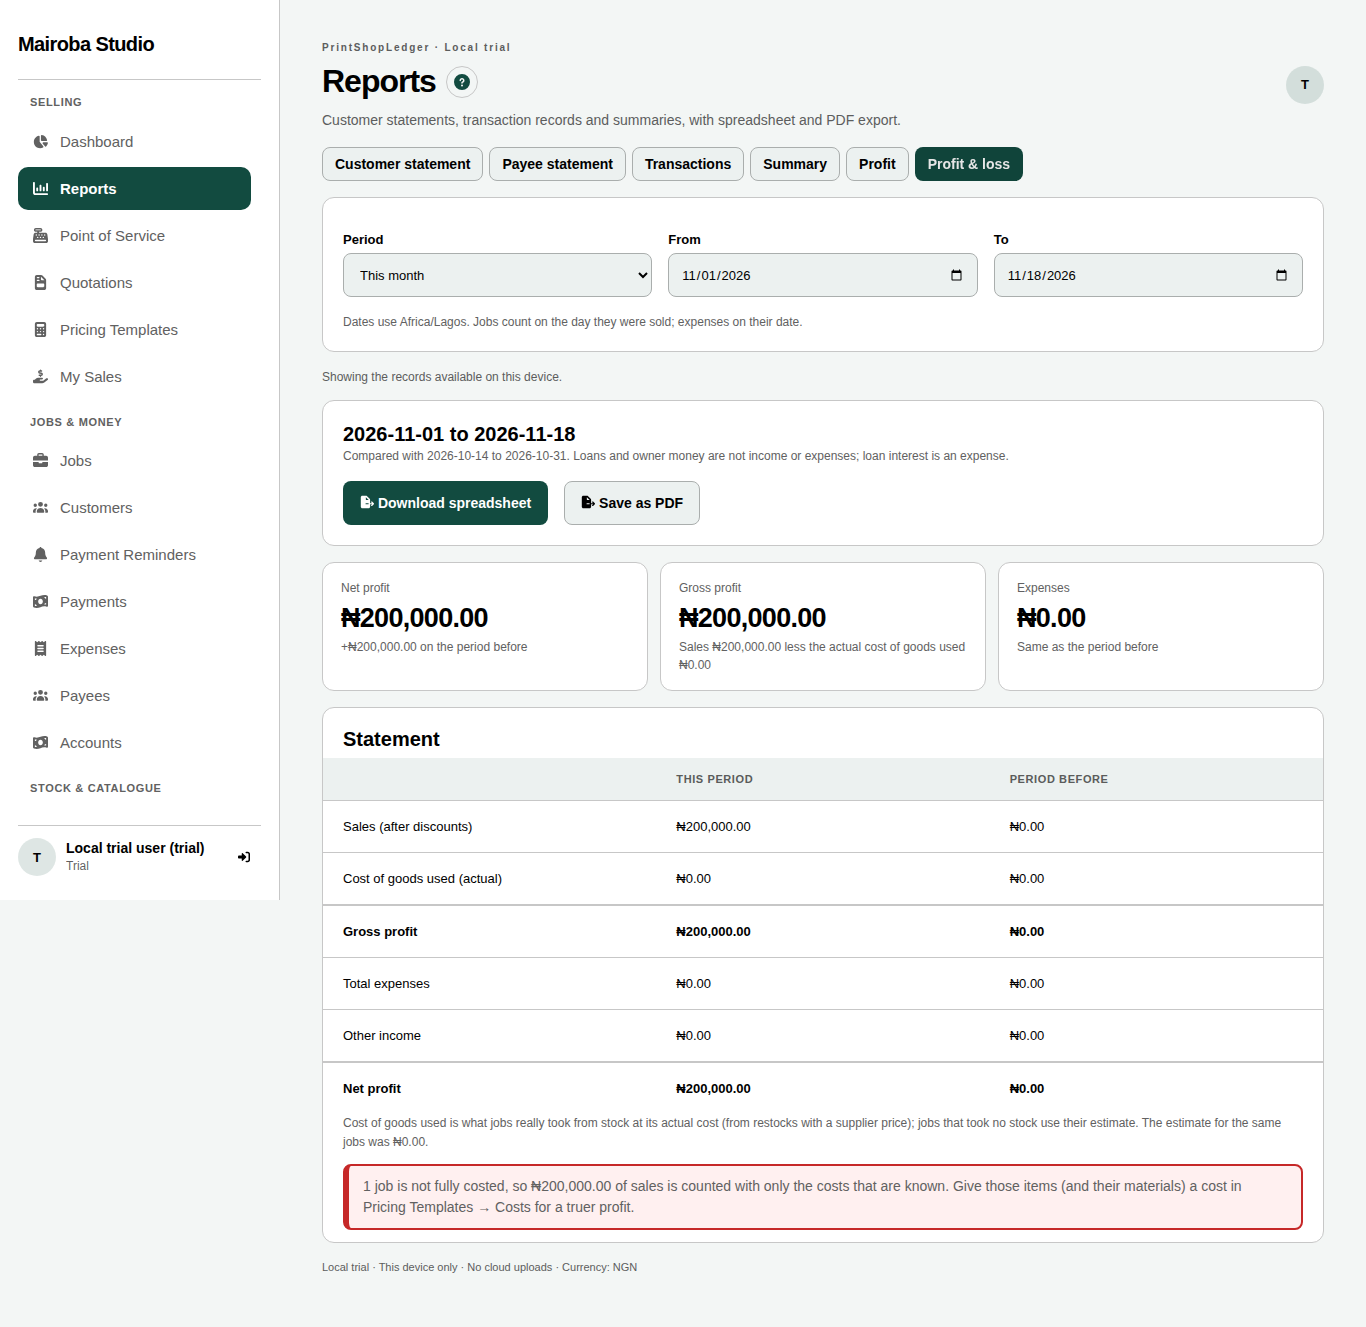 Mairoba Studio
SELLING
Dashboard
Reports
Point of Service
Quotations
Pricing Templates
My Sales
JOBS & MONEY
Jobs
Customers
Payment Reminders
Payments
Expenses
Payees
Accounts
STOCK & CATALOGUE
T
Local trial user (trial)
Trial
PrintShopLedger · Local trial
Reports ?
T
Customer statements, transaction records and summaries, with spreadsheet and PDF export.
Customer statement Payee statement Transactions Summary Profit Profit & loss
Period From To
This month 11/01/2026 11/18/2026
Dates use Africa/Lagos. Jobs count on the day they were sold; expenses on their date.
Showing the records available on this device.
2026-11-01 to 2026-11-18
Compared with 2026-10-14 to 2026-10-31. Loans and owner money are not income or expenses; loan interest is an expense.
Download spreadsheet Save as PDF
Net profit
₦200,000.00
+₦200,000.00 on the period before
Gross profit
₦200,000.00
Sales ₦200,000.00 less the actual cost of goods used
₦0.00
Expenses
₦0.00
Same as the period before
Statement
THIS PERIOD PERIOD BEFORE
Sales (after discounts) ₦200,000.00 ₦0.00
Cost of goods used (actual) ₦0.00 ₦0.00
Gross profit ₦200,000.00 ₦0.00
Total expenses ₦0.00 ₦0.00
Other income ₦0.00 ₦0.00
Net profit ₦200,000.00 ₦0.00
Cost of goods used is what jobs really took from stock at its actual cost (from restocks with a supplier price); jobs that took no stock use their estimate. The estimate for the same
jobs was ₦0.00.
1 job is not fully costed, so ₦200,000.00 of sales is counted with only the costs that are known. Give those items (and their materials) a cost in
Pricing Templates → Costs for a truer profit.
Local trial · This device only · No cloud uploads · Currency: NGN